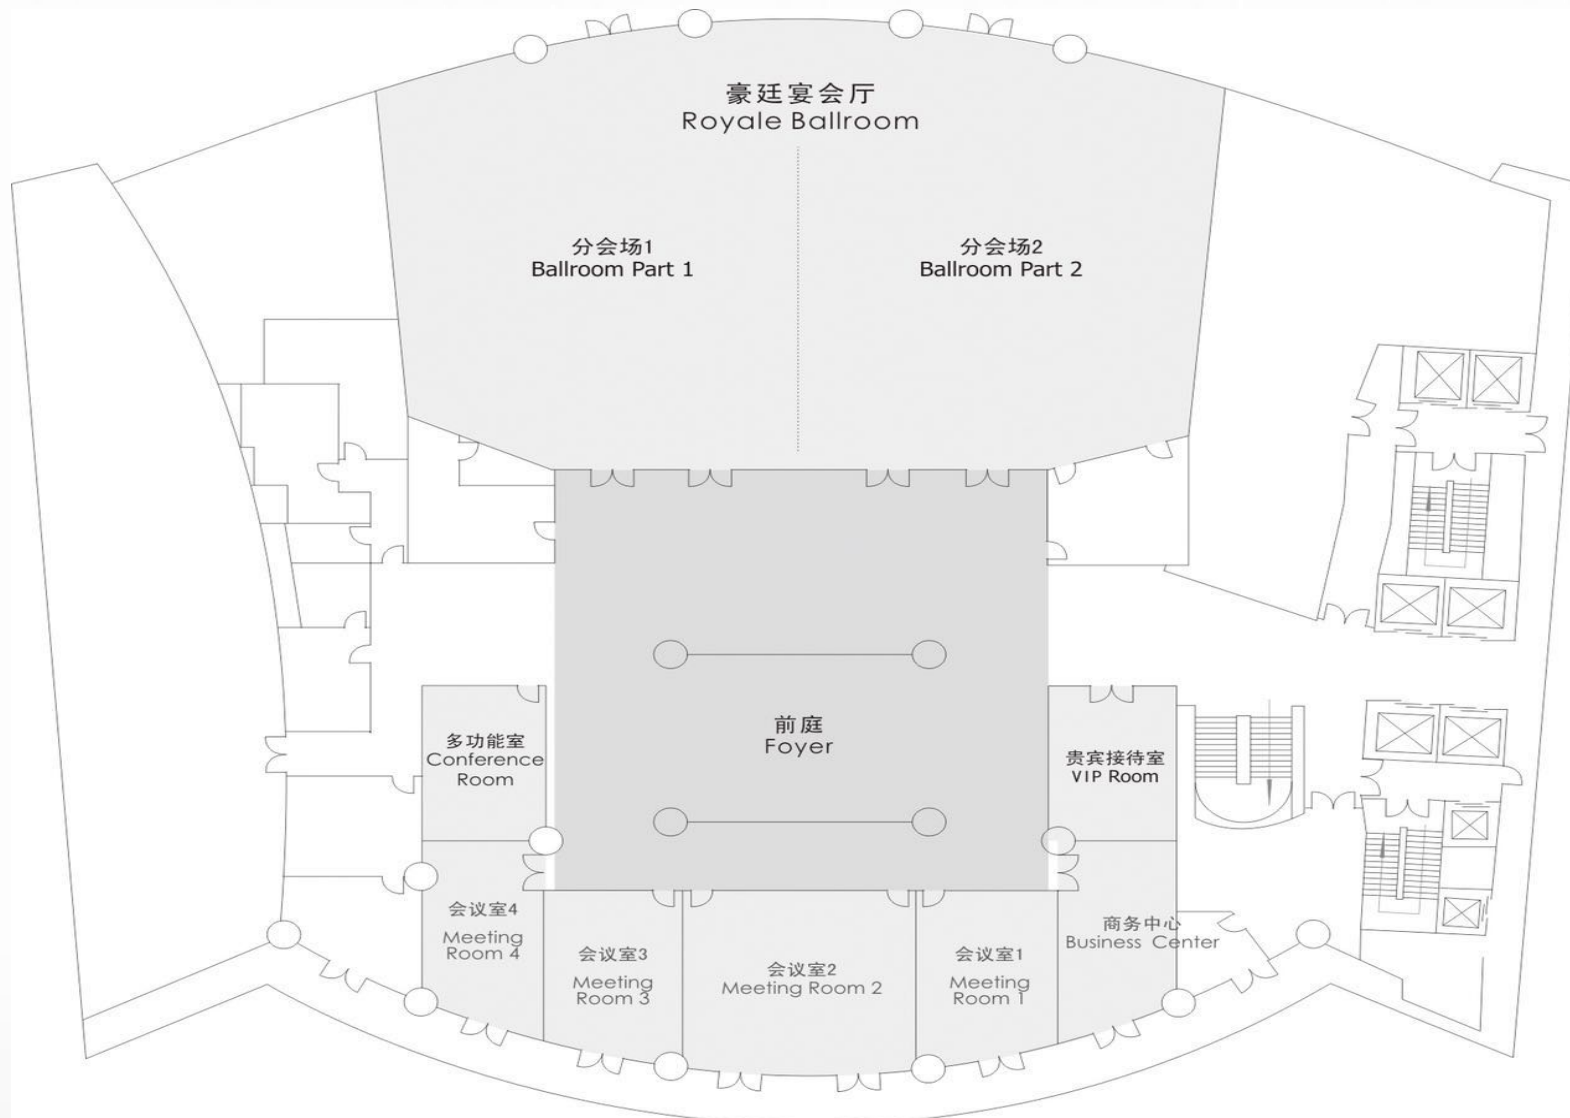 豪廷宴会厅
Royale Ballroom
分会场1
Ballroom Part 1
分会场2
Ballroom Part 2
前庭
Foyer
多功能室
Conference
Room
贵宾接待室
VIP Room
会议室4
Meeting
Room 4
会议室3
Meeting
Room 3
会议室2
Meeting Room 2
会议室1
Meeting
Room 1
商务中心
Business Center